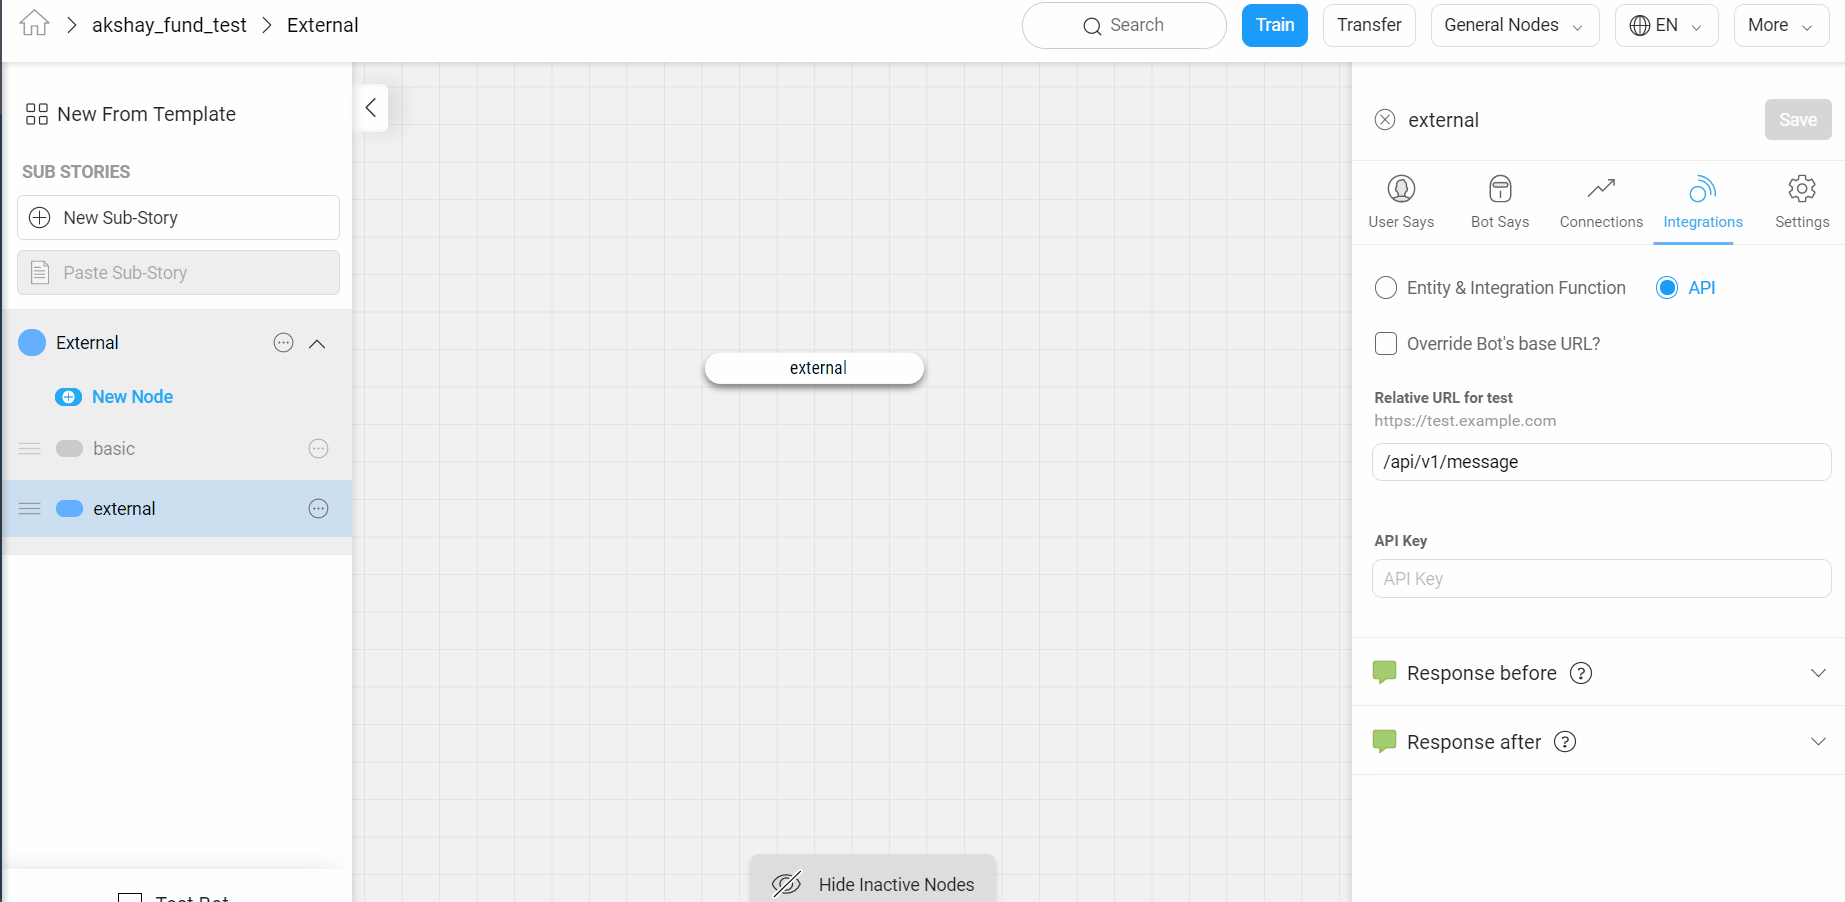 akshay_fund_test
External
Search
Train
Transfer
General Nodes
EN
More
New From Template
SUB STORIES
New Sub-Story
Paste Sub-Story
External
New Node
basic
external
external
Hide Inactive Nodes
Test Bot
external
Save
User Says
Bot Says
Connections
Integrations
Settings
Entity & Integration Function
API
Override Bot's base URL?
Relative URL for test
https://test.example.com
/api/v1/message
API Key
API Key
Response before ?
Response after ?